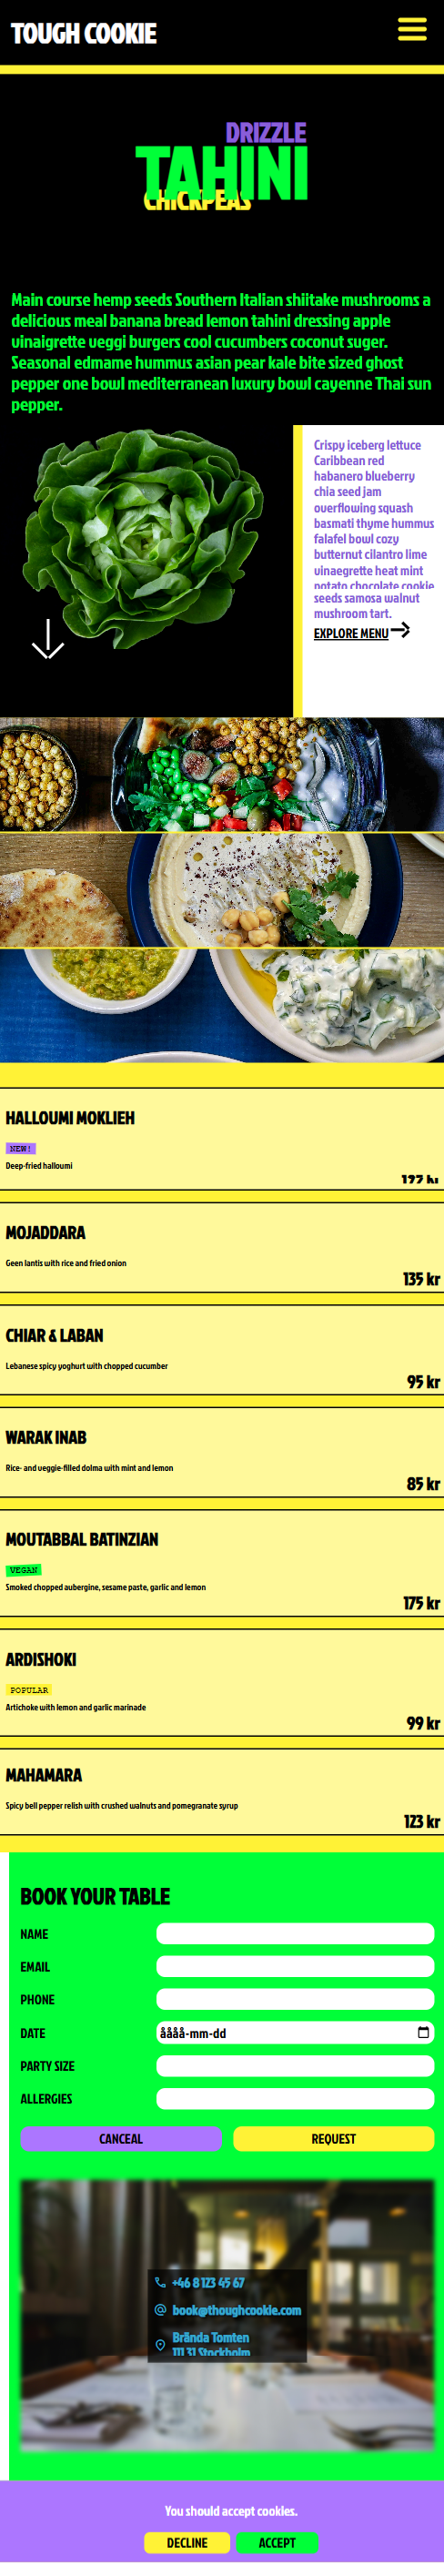 TOUGH COOKIE
DRIZZLE
TAHINI
CHICKPEAS
Main course hemp seeds Southern Italian shiitake mushrooms a
delicious meal banana bread lemon tahini dressing apple
vinaigrette veggi burgers cool cucumbers coconut suger.
Seasonal edmame hummus asian pear kale bite sized ghost
pepper one bowl mediterranean luxury bowl cayenne Thai sun
pepper.
Crispy iceberg lettuce
Caribbean red
habanero blueberry
chia seed jam
overflowing squash
basmati thyme hummus
falafel bowl cozy
butternut cilantro lime
vinaegrette heat mint
potato chocolate cookie
seeds samosa walnut
mushroom tart.
EXPLORE MENU
HALLOUMI MOKLIEH
NEW!
Deep-fried halloumi
kr
MOJADDARA
Geen lantis with rice and fried onion
135 kr
CHIAR & LABAN
Lebanese spicy yoghurt with chopped cucumber
95 kr
WARAK INAB
Rice- and veggie-filled dolma with mint and lemon
85 kr
MOUTABBAL BATINZIAN
VEGAN
Smoked chopped aubergine, sesame paste, garlic and lemon
175 kr
ARDISHOKI
POPULAR
Artichoke with lemon and garlic marinade
99 kr
MAHAMARA
Spicy bell pepper relish with crushed walnuts and pomegranate syrup
123 kr
BOOK YOUR TABLE
NAME
EMAIL
PHONE
DATE
åååå-mm-dd
PARTY SIZE
ALLERGIES
CANCEAL
REQUEST
+46 8 123 45 67
book@thoughcookie.com
Brända Tomten
111 31 Stockholm
You should accept cookies.
DECLINE
ACCEPT